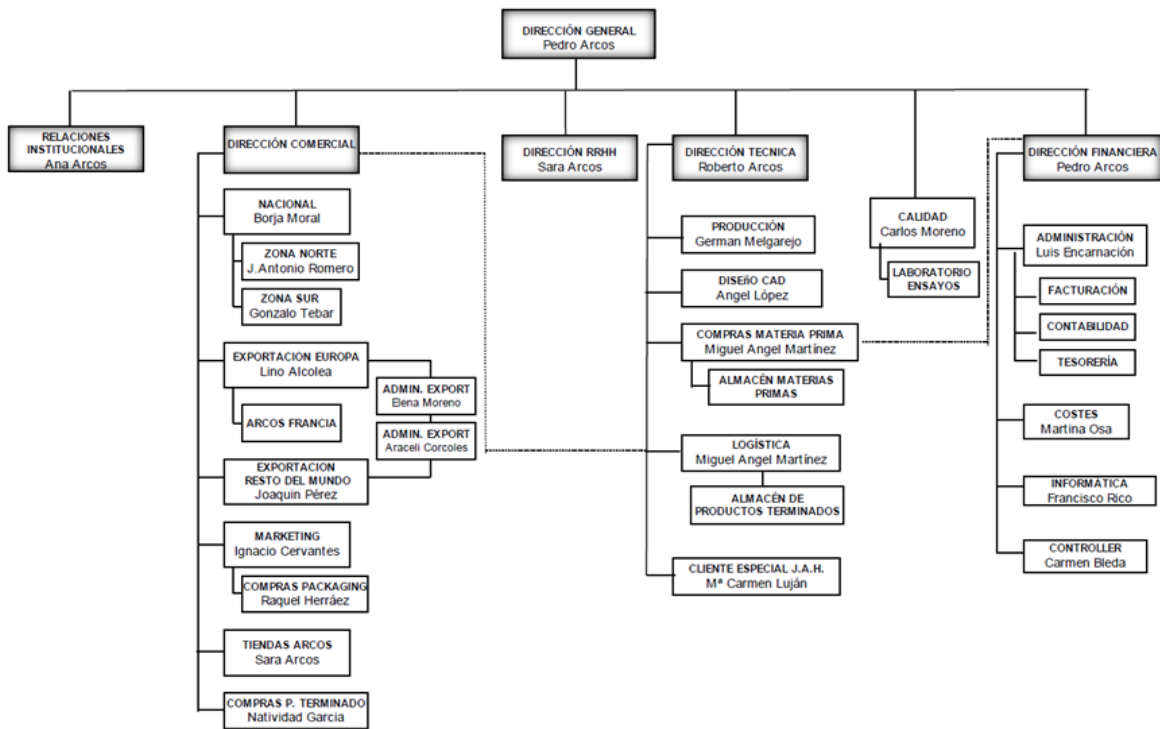 DIRECCIÓN GENERAL
Pedro Arcos
RELACIONES
INSTITUCIONALES
Ana Arcos
DIRECCIÓN COMERCIAL
NACIONAL
Borja Moral
ZONA NORTE
J.Antonio Romero
ZONA SUR
Gonzalo Tebar
EXPORTACION EUROPA
Lino Alcolea
ARCOS FRANCIA
ADMIN. EXPORT
Elena Moreno
ADMIN. EXPORT
Araceli Corcoles
EXPORTACION
RESTO DEL MUNDO
Joaquin Pérez
MARKETING
Ignacio Cervantes
COMPRAS PACKAGING
Raquel Herráez
TIENDAS ARCOS
Sara Arcos
COMPRAS P. TERMINADO
Natividad Garcia
DIRECCIÓN RRHH
Sara Arcos
DIRECCIÓN TECNICA
Roberto Arcos
PRODUCCIÓN
German Melgarejo
DISEñO CAD
Angel López
COMPRAS MATERIA PRIMA
Miguel Angel Martínez
ALMACÉN MATERIAS
PRIMAS
LOGÍSTICA
Miguel Angel Martínez
ALMACÉN DE
PRODUCTOS TERMINADOS
CLIENTE ESPECIAL J.A.H.
Mª Carmen Luján
CALIDAD
Carlos Moreno
LABORATORIO
ENSAYOS
DIRECCIÓN FINANCIERA
Pedro Arcos
ADMINISTRACIÓN
Luis Encarnación
FACTURACIÓN
CONTABILIDAD
TESORERÍA
COSTES
Martina Osa
INFORMÁTICA
Francisco Rico
CONTROLLER
Carmen Bleda